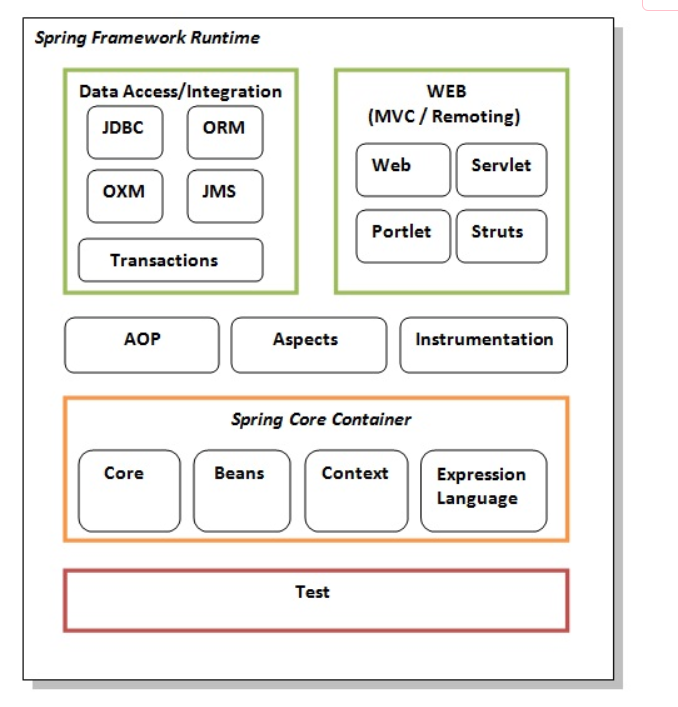 Spring Framework Runtime
Data Access/Integration
JDBC
ORM
OXM
JMS
Transactions
WEB
(MVC / Remoting)
Web
Servlet
Portlet
Struts
AOP
Aspects
Instrumentation
Spring Core Container
Core
Beans
Context
Expression
Language
Test